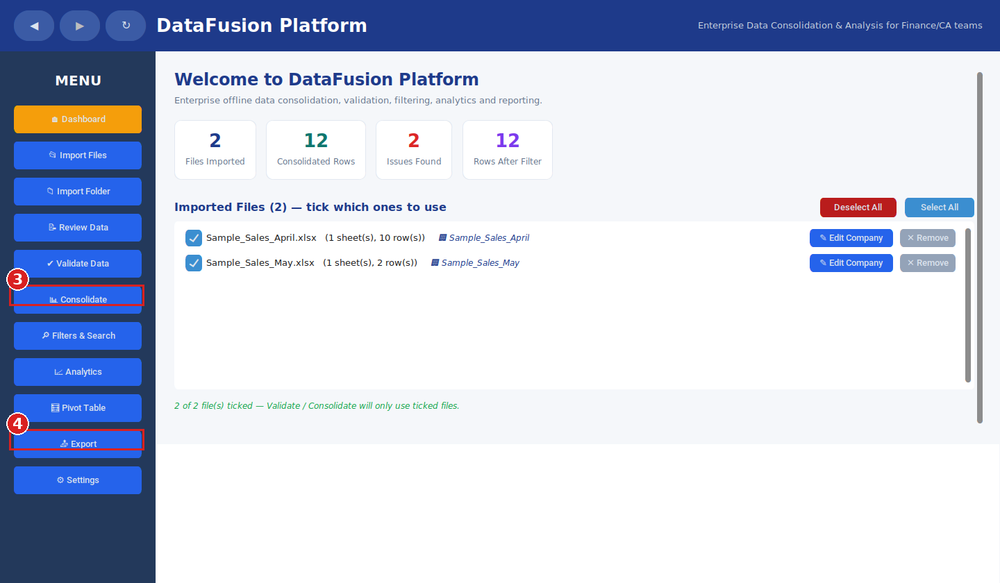 DataFusion Platform
Enterprise Data Consolidation & Analysis for Finance/CA teams
MENU
Dashboard
Import Files
Import Folder
Review Data
✔ Validate Data
3
Consolidate
Filters & Search
Analytics
Pivot Table
4
Export
⚙ Settings
Welcome to DataFusion Platform
Enterprise offline data consolidation, validation, filtering, analytics and reporting.
2
Files Imported
12
Consolidated Rows
2
Issues Found
12
Rows After Filter
Imported Files (2) — tick which ones to use
Deselect All
Select All
Sample_Sales_April.xlsx (1 sheet(s), 10 row(s)) Sample_Sales_April
✎ Edit Company
✕ Remove
Sample_Sales_May.xlsx (1 sheet(s), 2 row(s)) Sample_Sales_May
✎ Edit Company
✕ Remove
2 of 2 file(s) ticked — Validate / Consolidate will only use ticked files.